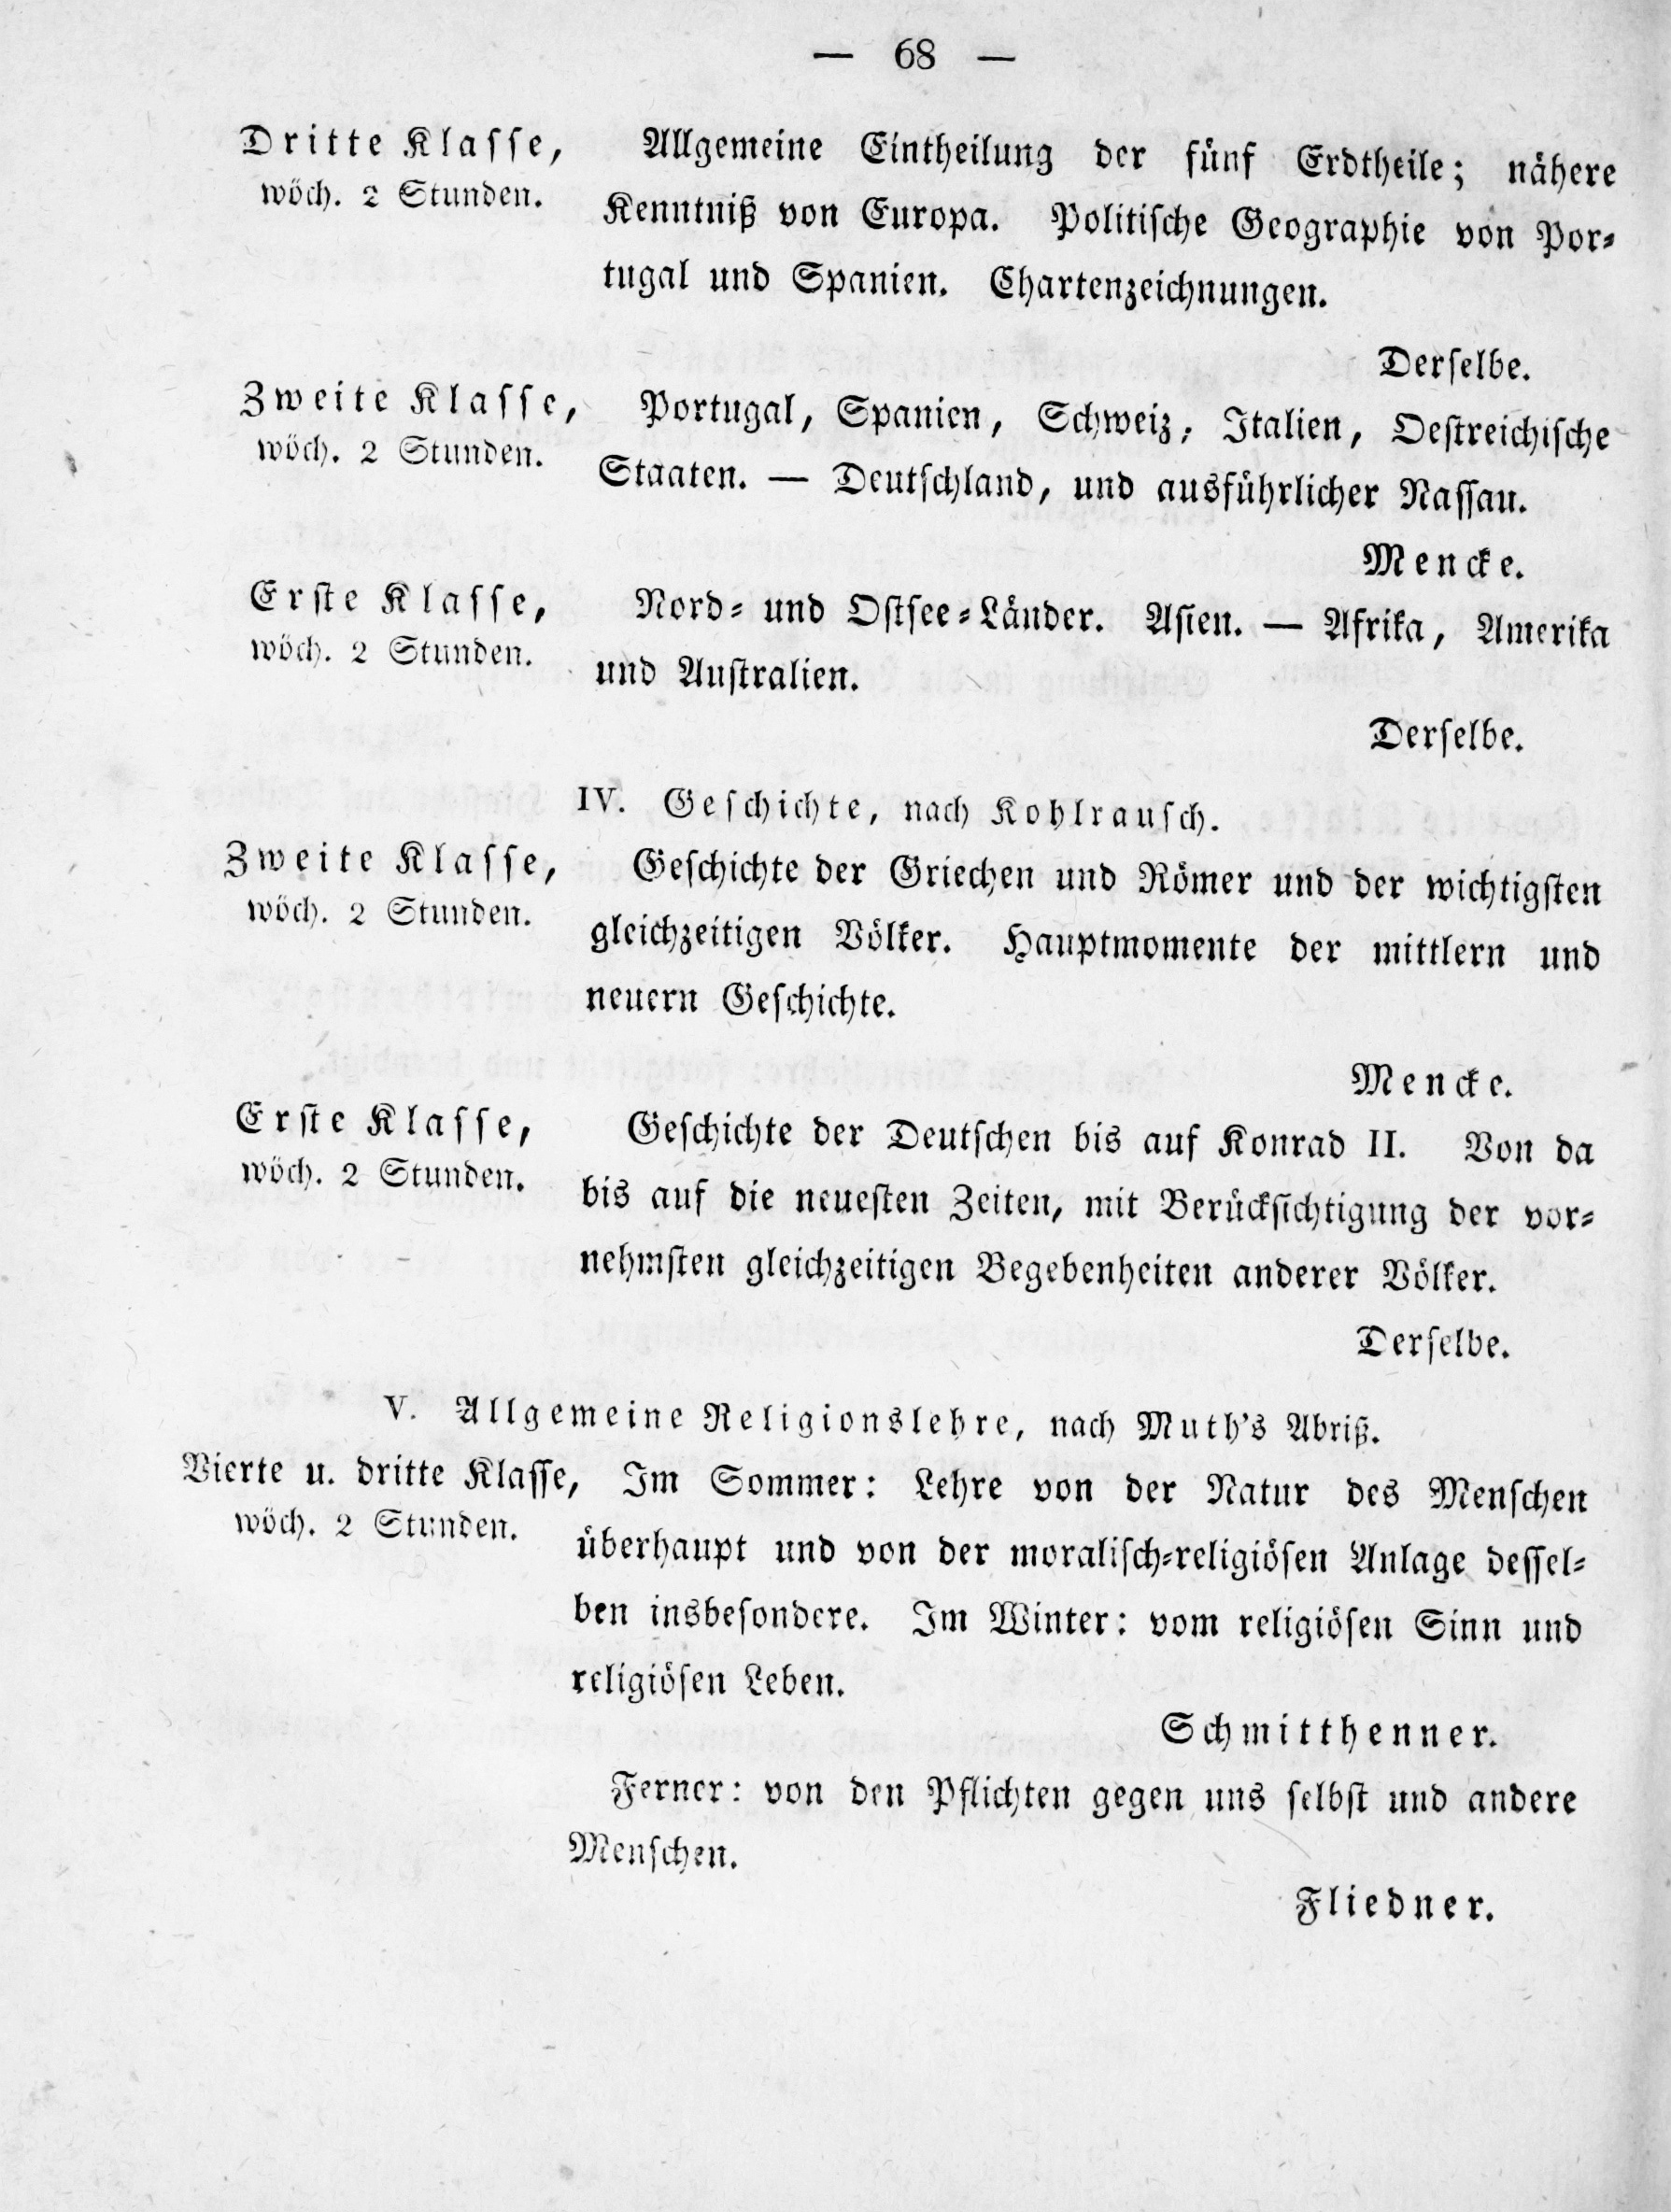 — 68 —
Dritte Klasse,
wöch. 2 Stunden.
Allgemeine Eintheilung der fünf Erdtheile; nähere
Kenntniß von Europa. Politische Geographie von Por-
tugal und Spanien. Chartenzeichnungen.
Derselbe.
Zweite Klasse,
wöch. 2 Stunden.
Portugal, Spanien, Schweiz, Italien, Oestreichische
Staaten. — Deutschland, und ausführlicher Nassau.
Mencke.
Erste Klasse,
wöch. 2 Stunden.
Nord- und Ostsee-Länder. Asien. — Afrika, Amerika
und Australien.
Derselbe.
IV. Geschichte, nach Kohlrausch.
Zweite Klasse,
wöch. 2 Stunden.
Geschichte der Griechen und Römer und der wichtigsten
gleichzeitigen Völker. Hauptmomente der mittlern und
neuern Geschichte.
Mencke.
Erste Klasse,
wöch. 2 Stunden.
Geschichte der Deutschen bis auf Konrad II. Von da
bis auf die neuesten Zeiten, mit Berücksichtigung der vor-
nehmsten gleichzeitigen Begebenheiten anderer Völker.
Derselbe.
V. Allgemeine Religionslehre, nach Muth's Abriß.
Vierte u. dritte Klasse,
wöch. 2 Stunden.
Im Sommer: Lehre von der Natur des Menschen
überhaupt und von der moralisch-religiösen Anlage dessel-
ben insbesondere. Im Winter: vom religiösen Sinn und
religiösen Leben.
Schmitthenner.
Ferner: von den Pflichten gegen uns selbst und andere
Menschen.
Fliedner.